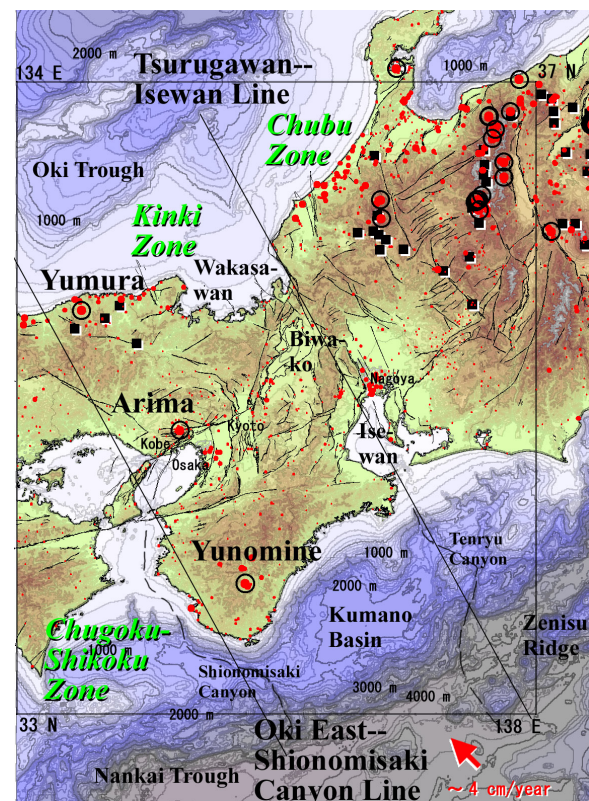 2000 m
1000 m
134 E
37 N
Tsurugawan--
Isewan Line
Chubu
Zone
Oki Trough
1000 m
Kinki
Zone
Wakasa-
wan
Yumura
Biwa-
ko
Nagoya
Arima
Kobe
Kyoto
Osaka
Ise-
wan
Tenryu
Canyon
Yunomine
1000 m
2000 m
Kumano
Basin
Zenisu
Ridge
Chugoku-
Shikoku
Zone
1000 m
Shionomisaki
Canyon
3000 m
4000 m
33 N
2000 m
138 E
Oki East--
Shionomisaki
Canyon Line
Nankai Trough
~ 4 cm/year